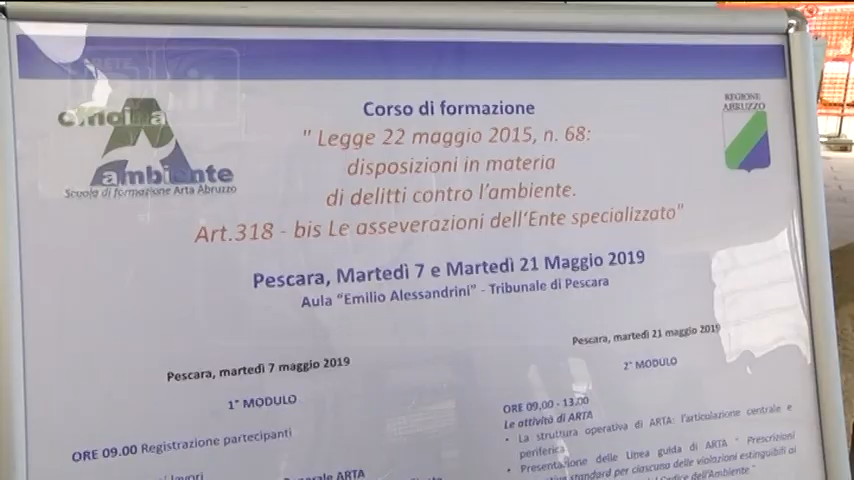 officina
ambiente
Scuola di formazione Arta Abruzzo
REGIONE
ABRUZZO
Corso di formazione
" Legge 22 maggio 2015, n. 68:
disposizioni in materia
di delitti contro l'ambiente.
Art.318 - bis Le asseverazioni dell'Ente specializzato"
Pescara, Martedì 7 e Martedì 21 Maggio 2019
Aula "Emilio Alessandrini" - Tribunale di Pescara
Pescara, martedì 7 maggio 2019
1° MODULO
ORE 09.00 Registrazione partecipanti
lavori
ARTA
Pescara, martedì 21 maggio 2019
2° MODULO
ORE 09,00 - 13.00
Le attività di ARTA
• La struttura operativa di ARTA: l'articolazione centrale e
periferica
• Presentazione delle Linea guida di ARTA " Prescrizioni
standard per ciascuna delle violazioni estinguibili ai
Codice dell'Ambiente "